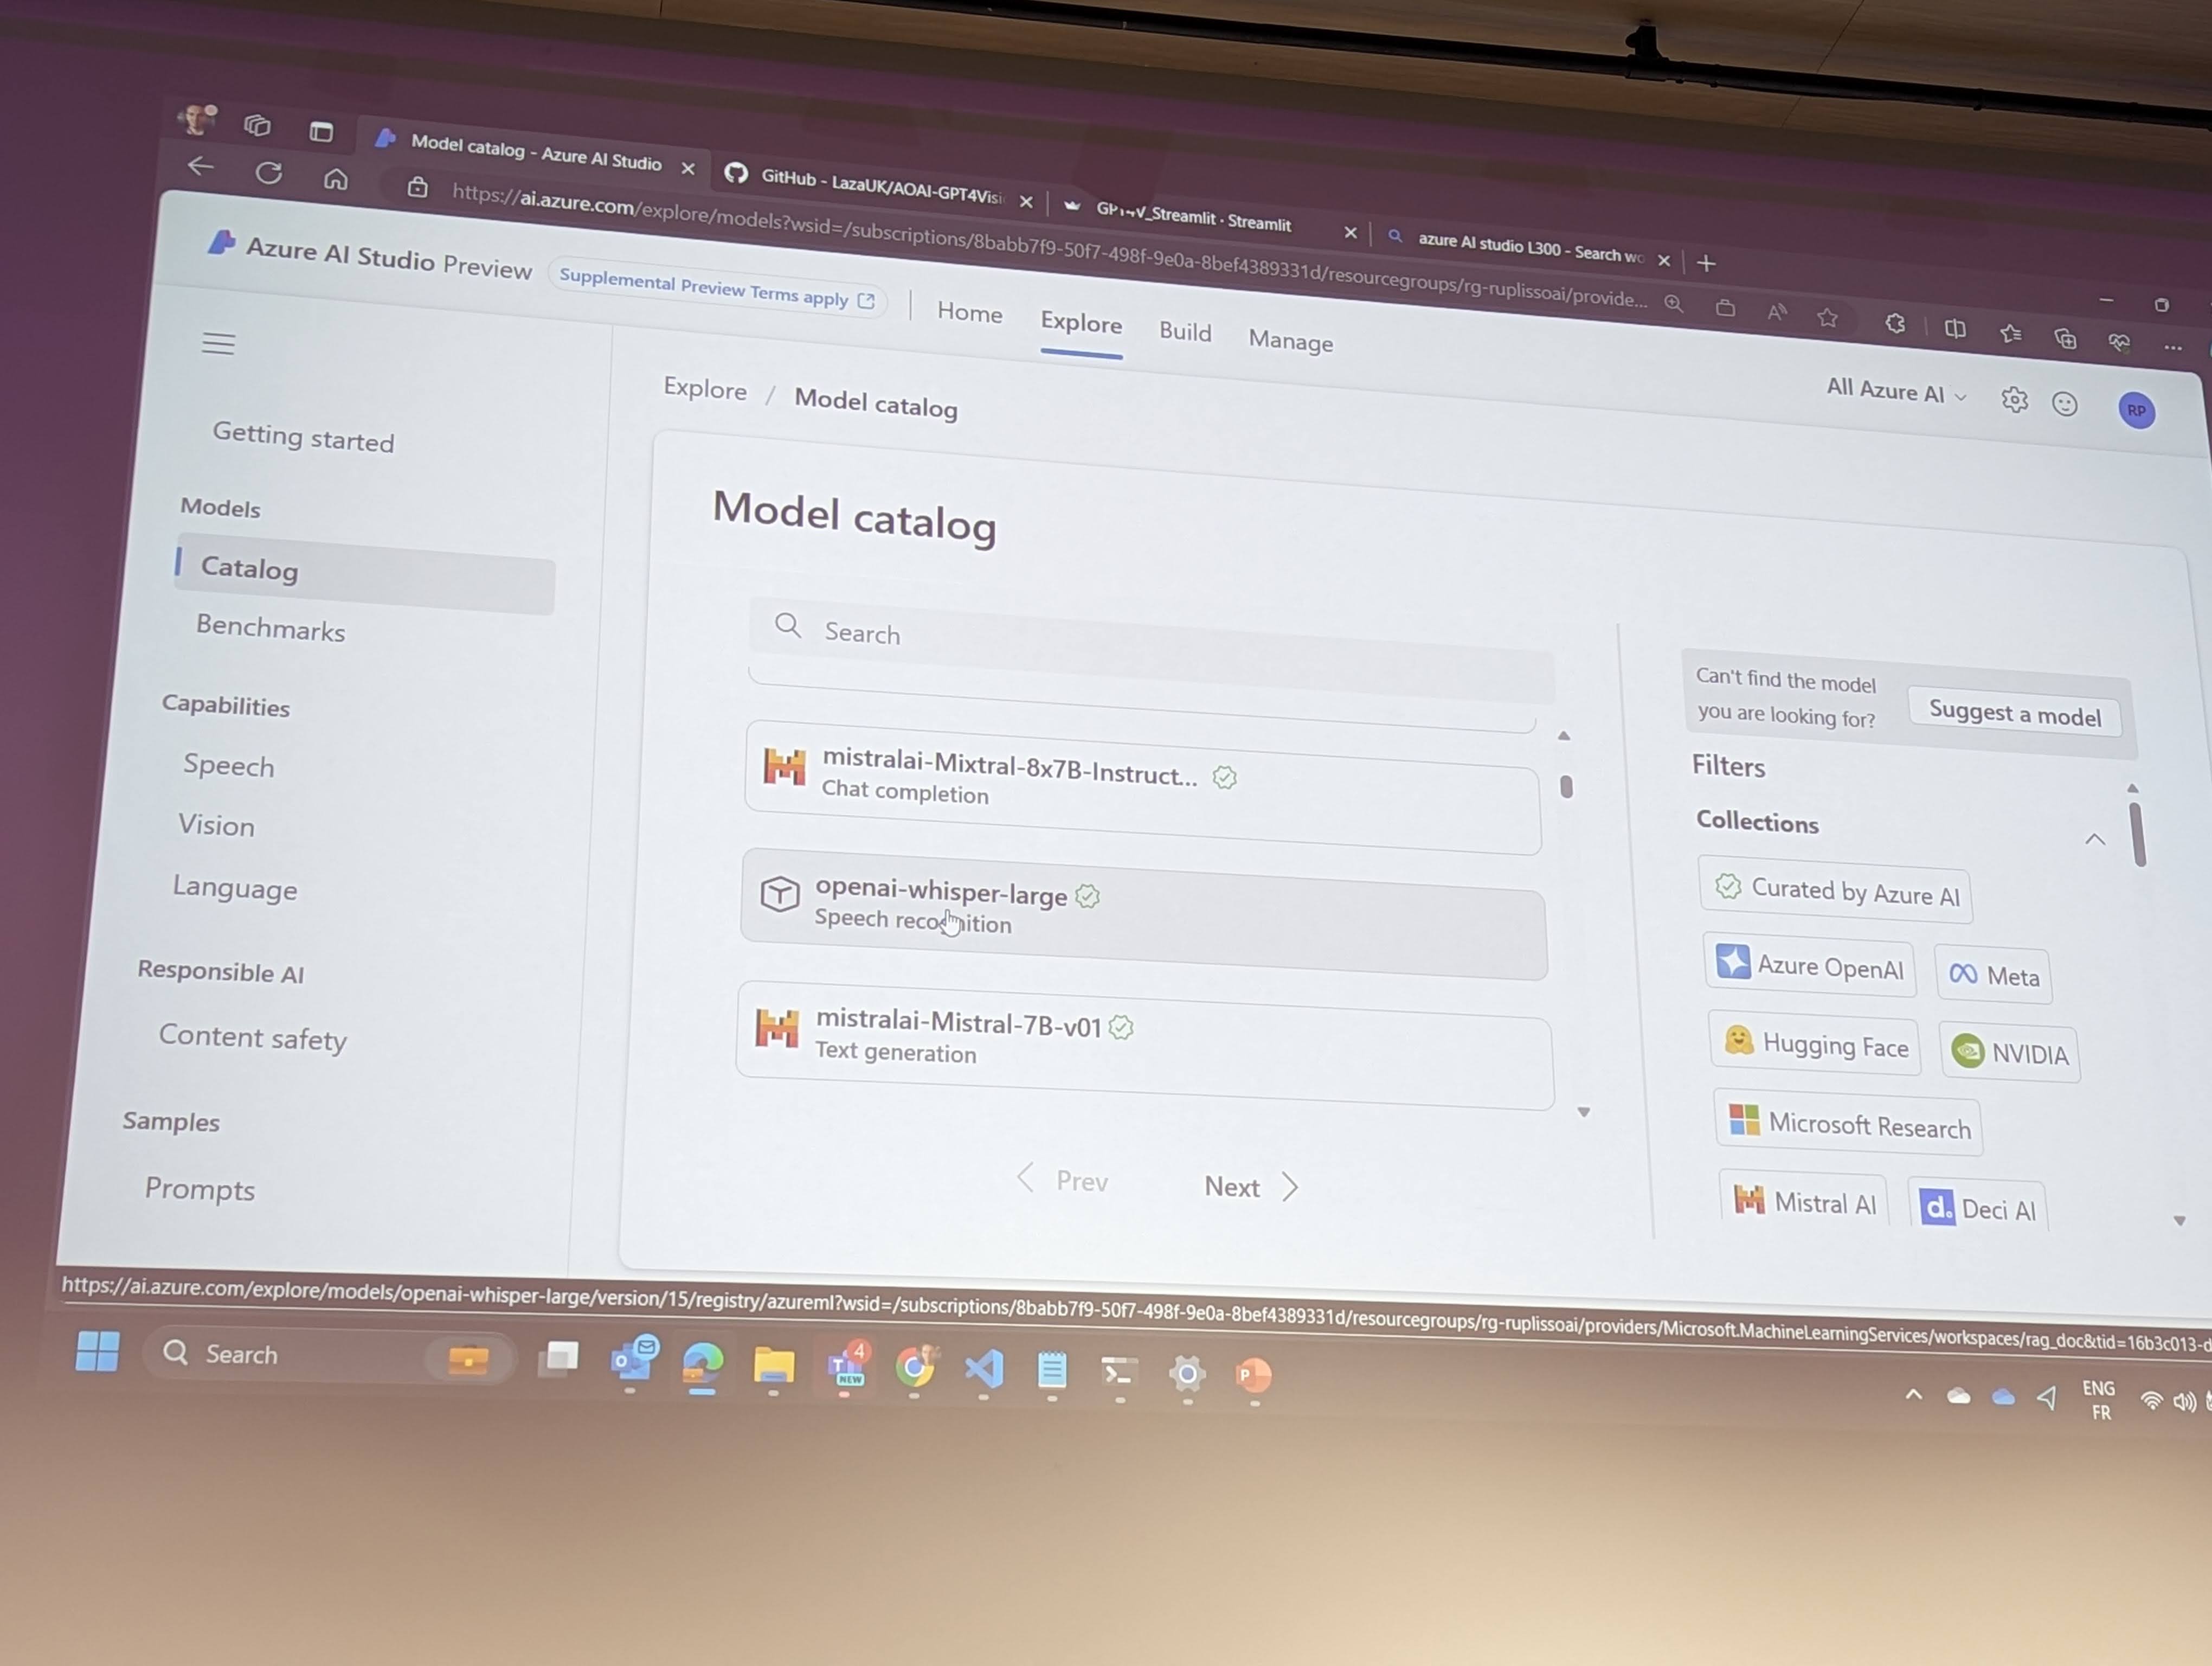 Model catalog - Azure AI Studio
GitHub - LazaUK/AOAI-GPT4Visi
GPT4V_Streamlit · Streamlit
azure AI studio L300 - Search wo
https://ai.azure.com/explore/models?wsid=/subscriptions/8babb7f9-50f7-498f-9e0a-8bef4389331d/resourcegroups/rg-ruplissoai/provide...
Azure AI Studio Preview
Supplemental Preview Terms apply
Home
Explore
Build
Manage
All Azure AI
RP
Getting started
Models
Catalog
Benchmarks
Capabilities
Speech
Vision
Language
Responsible AI
Content safety
Samples
Prompts
Explore / Model catalog
Model catalog
Search
mistralai-Mixtral-8x7B-Instruct...
Chat completion
openai-whisper-large
Speech recognition
mistralai-Mistral-7B-v01
Text generation
Prev
Next
Can't find the model
you are looking for?
Suggest a model
Filters
Collections
Curated by Azure AI
Azure OpenAI
Meta
Hugging Face
NVIDIA
Microsoft Research
Mistral AI
d. Deci AI
https://ai.azure.com/explore/models/openai-whisper-large/version/15/registry/azureml?wsid=/subscriptions/8babb7f9-50f7-498f-9e0a-8bef4389331d/resourcegroups/rg-ruplissoai/providers/Microsoft.MachineLearningServices/workspaces/rag_doc&tid=16b3c013-d
Search
4
NEW
ENG
FR